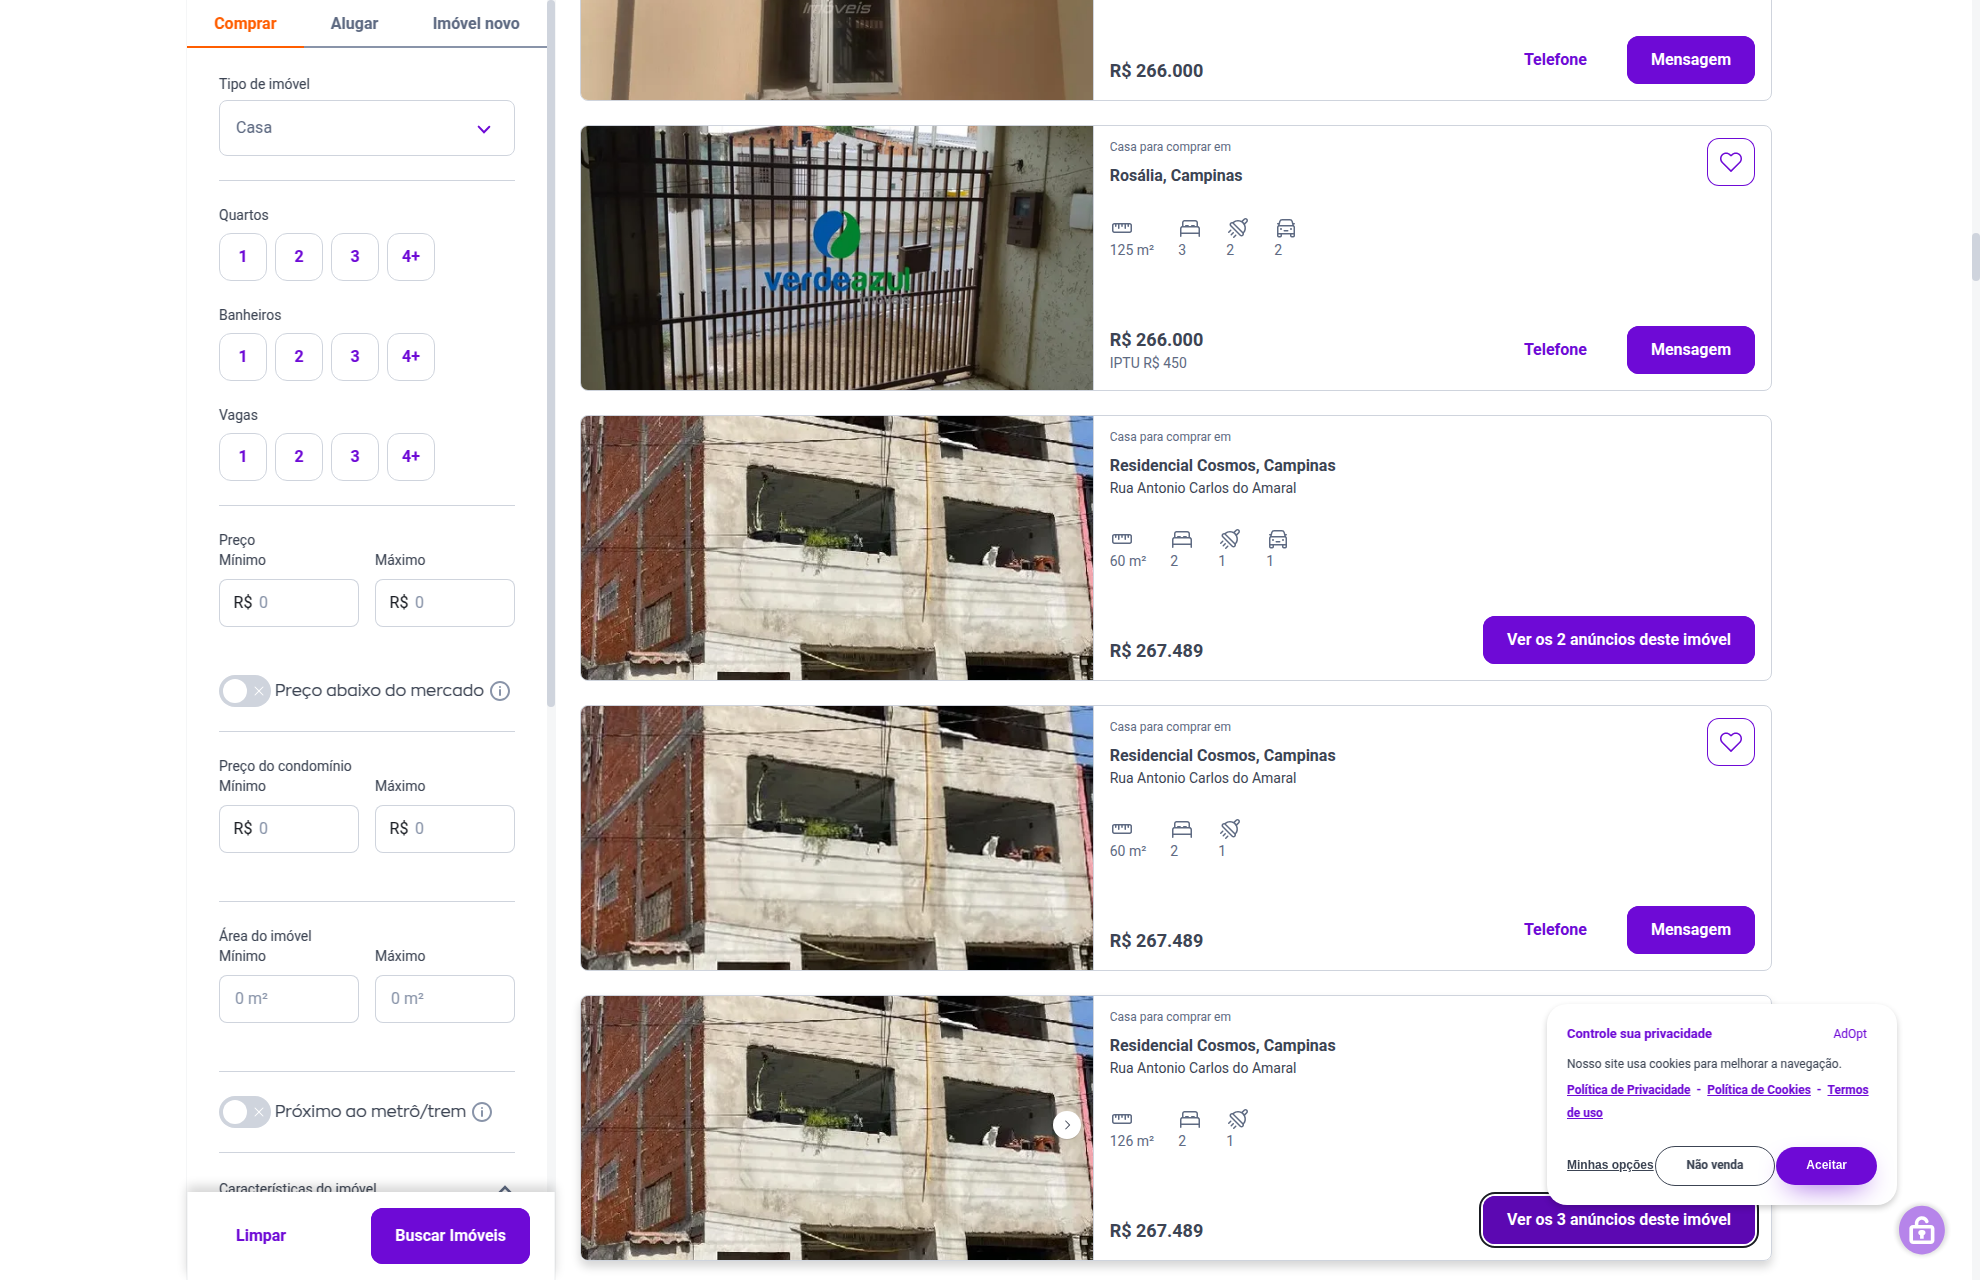 Comprar
Alugar
Imóvel novo
Tipo de imóvel
Casa
Quartos
1
2
3
4+
Banheiros
1
2
3
4+
Vagas
1
2
3
4+
Preço
Mínimo
Máximo
R$ 0
R$ 0
Preço abaixo do mercado
Preço do condomínio
Mínimo
Máximo
R$ 0
R$ 0
Área do imóvel
Mínimo
Máximo
0 m²
0 m²
Próximo ao metrô/trem
Características do imóvel
Limpar
Buscar Imóveis
Imóveis
R$ 266.000
Telefone
Mensagem
verdeazul
imóveis
Casa para comprar em
Rosália, Campinas
125 m²
3
2
2
R$ 266.000
IPTU R$ 450
Telefone
Mensagem
Casa para comprar em
Residencial Cosmos, Campinas
Rua Antonio Carlos do Amaral
60 m²
2
1
1
R$ 267.489
Ver os 2 anúncios deste imóvel
Casa para comprar em
Residencial Cosmos, Campinas
Rua Antonio Carlos do Amaral
60 m²
2
1
R$ 267.489
Telefone
Mensagem
Casa para comprar em
Residencial Cosmos, Campinas
Rua Antonio Carlos do Amaral
126 m²
2
1
R$ 267.489
Ver os 3 anúncios deste imóvel
Controle sua privacidade
AdOpt
Nosso site usa cookies para melhorar a navegação.
Política de Privacidade - Política de Cookies - Termos
de uso
Minhas opções
Não venda
Aceitar